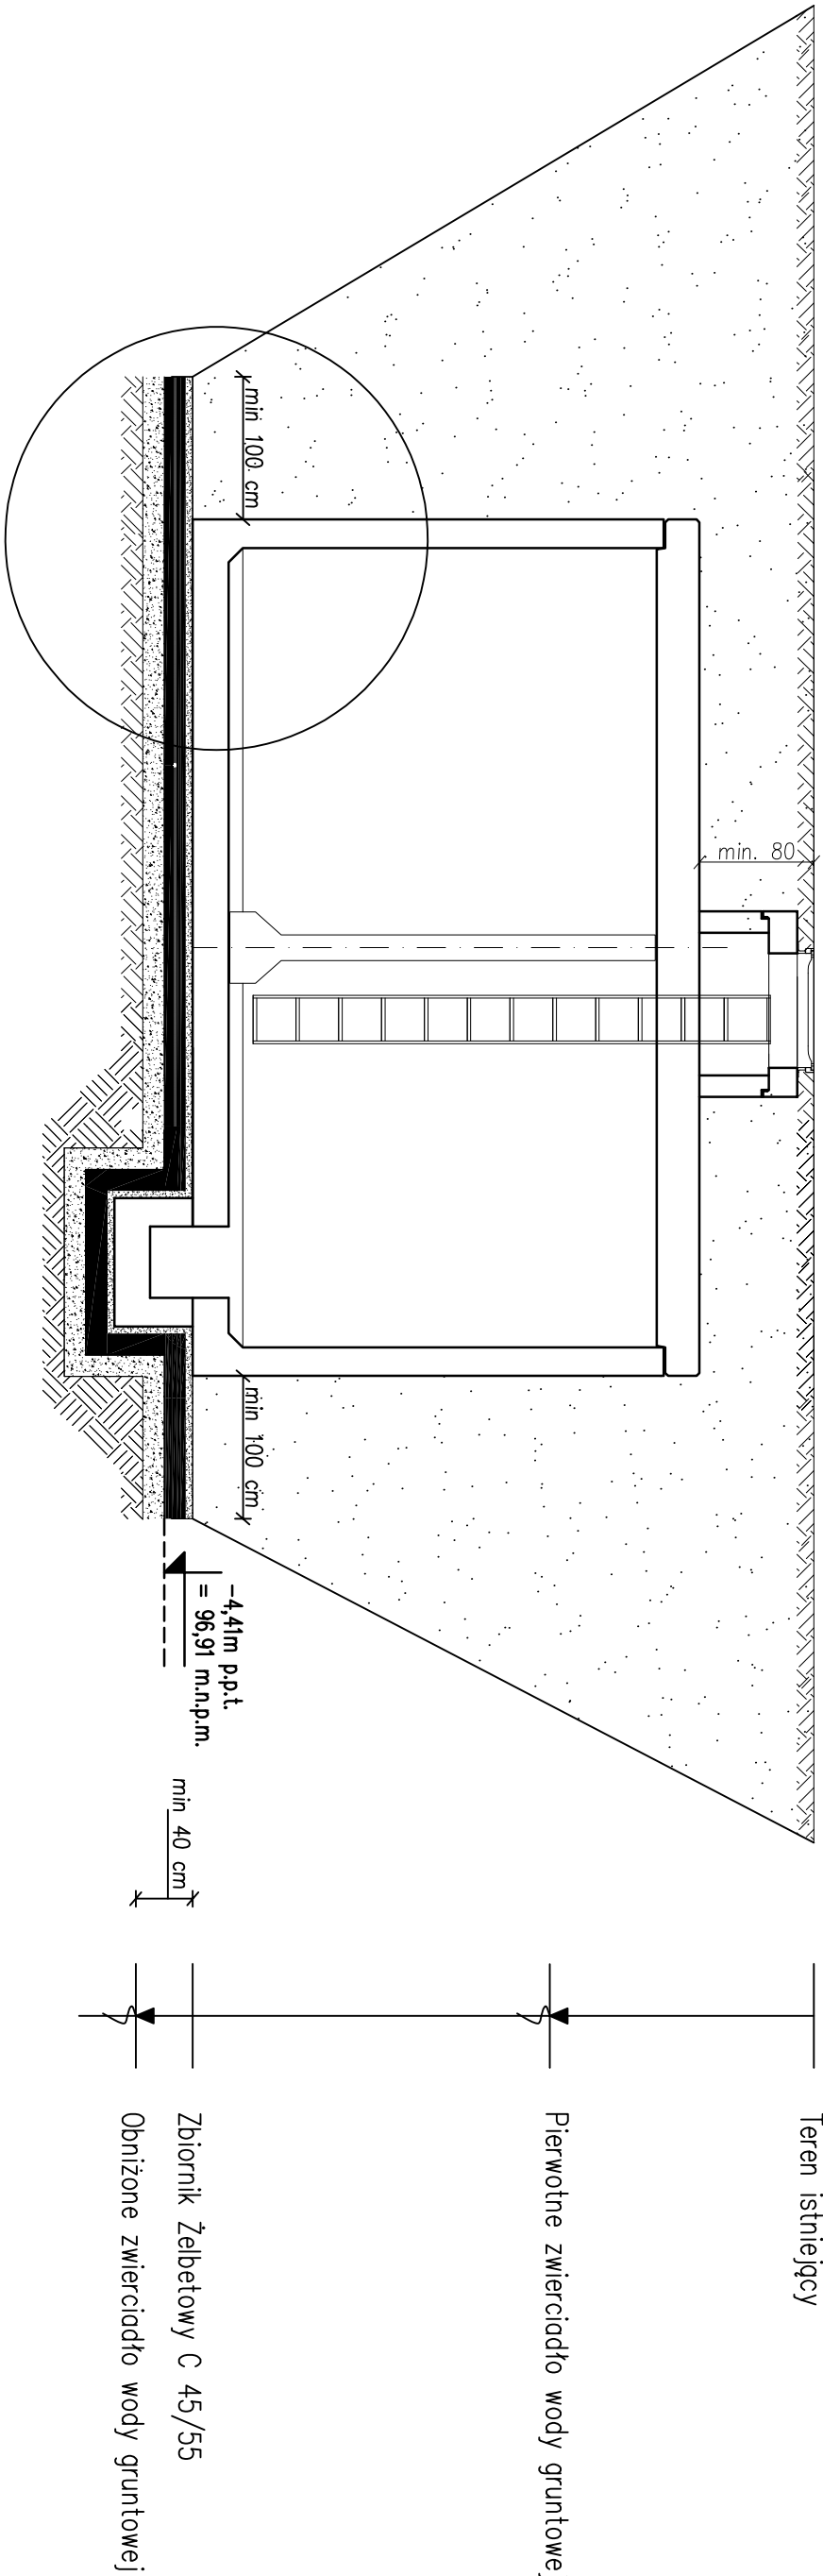 Teren istniejący
Pierwotne zwierciadło wody gruntowej
Zbiornik Żelbetowy C 45/55
Obniżone zwierciadło wody gruntowej
min. 80
min 100 cm
min 100 cm
-4,41m p.p.t.
= 96,91 m.n.p.m.
min 40 cm